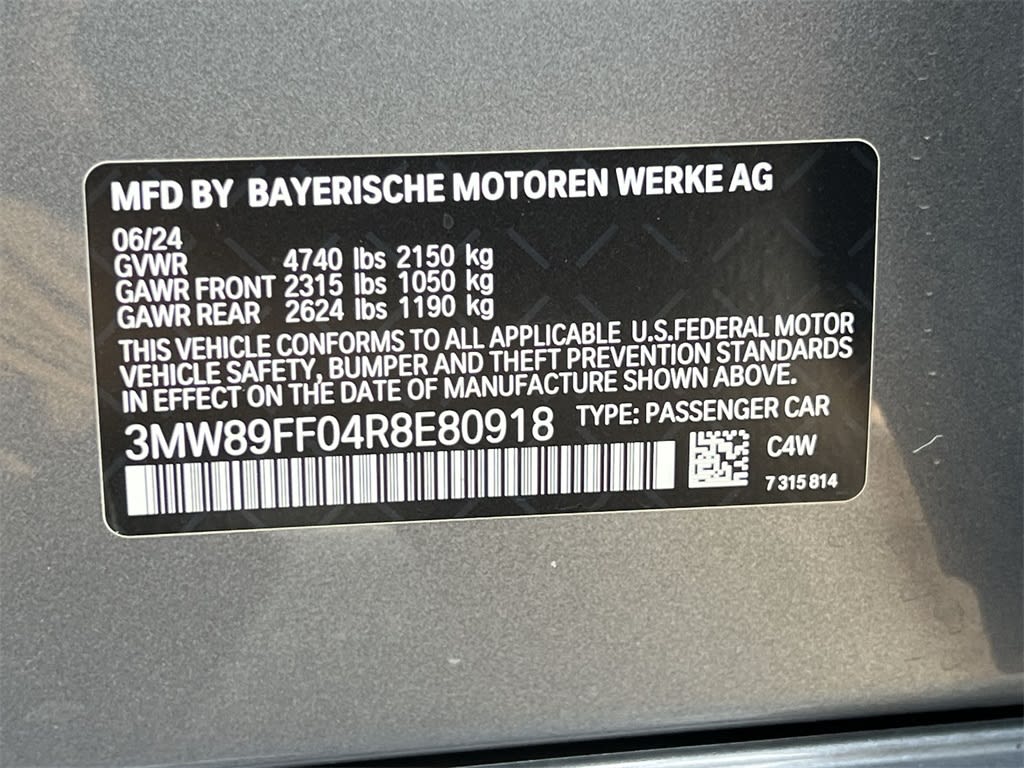 MFD BY BAYERISCHE MOTOREN WERKE AG
06/24
GVWR 4740 lbs 2150 kg
GAWR FRONT 2315 lbs 1050 kg
GAWR REAR 2624 lbs 1190 kg
THIS VEHICLE CONFORMS TO ALL APPLICABLE U.S.FEDERAL MOTOR
VEHICLE SAFETY, BUMPER AND THEFT PREVENTION STANDARDS
IN EFFECT ON THE DATE OF MANUFACTURE SHOWN ABOVE.
3MW89FF04R8E80918 TYPE: PASSENGER CAR
C4W
7 315 814